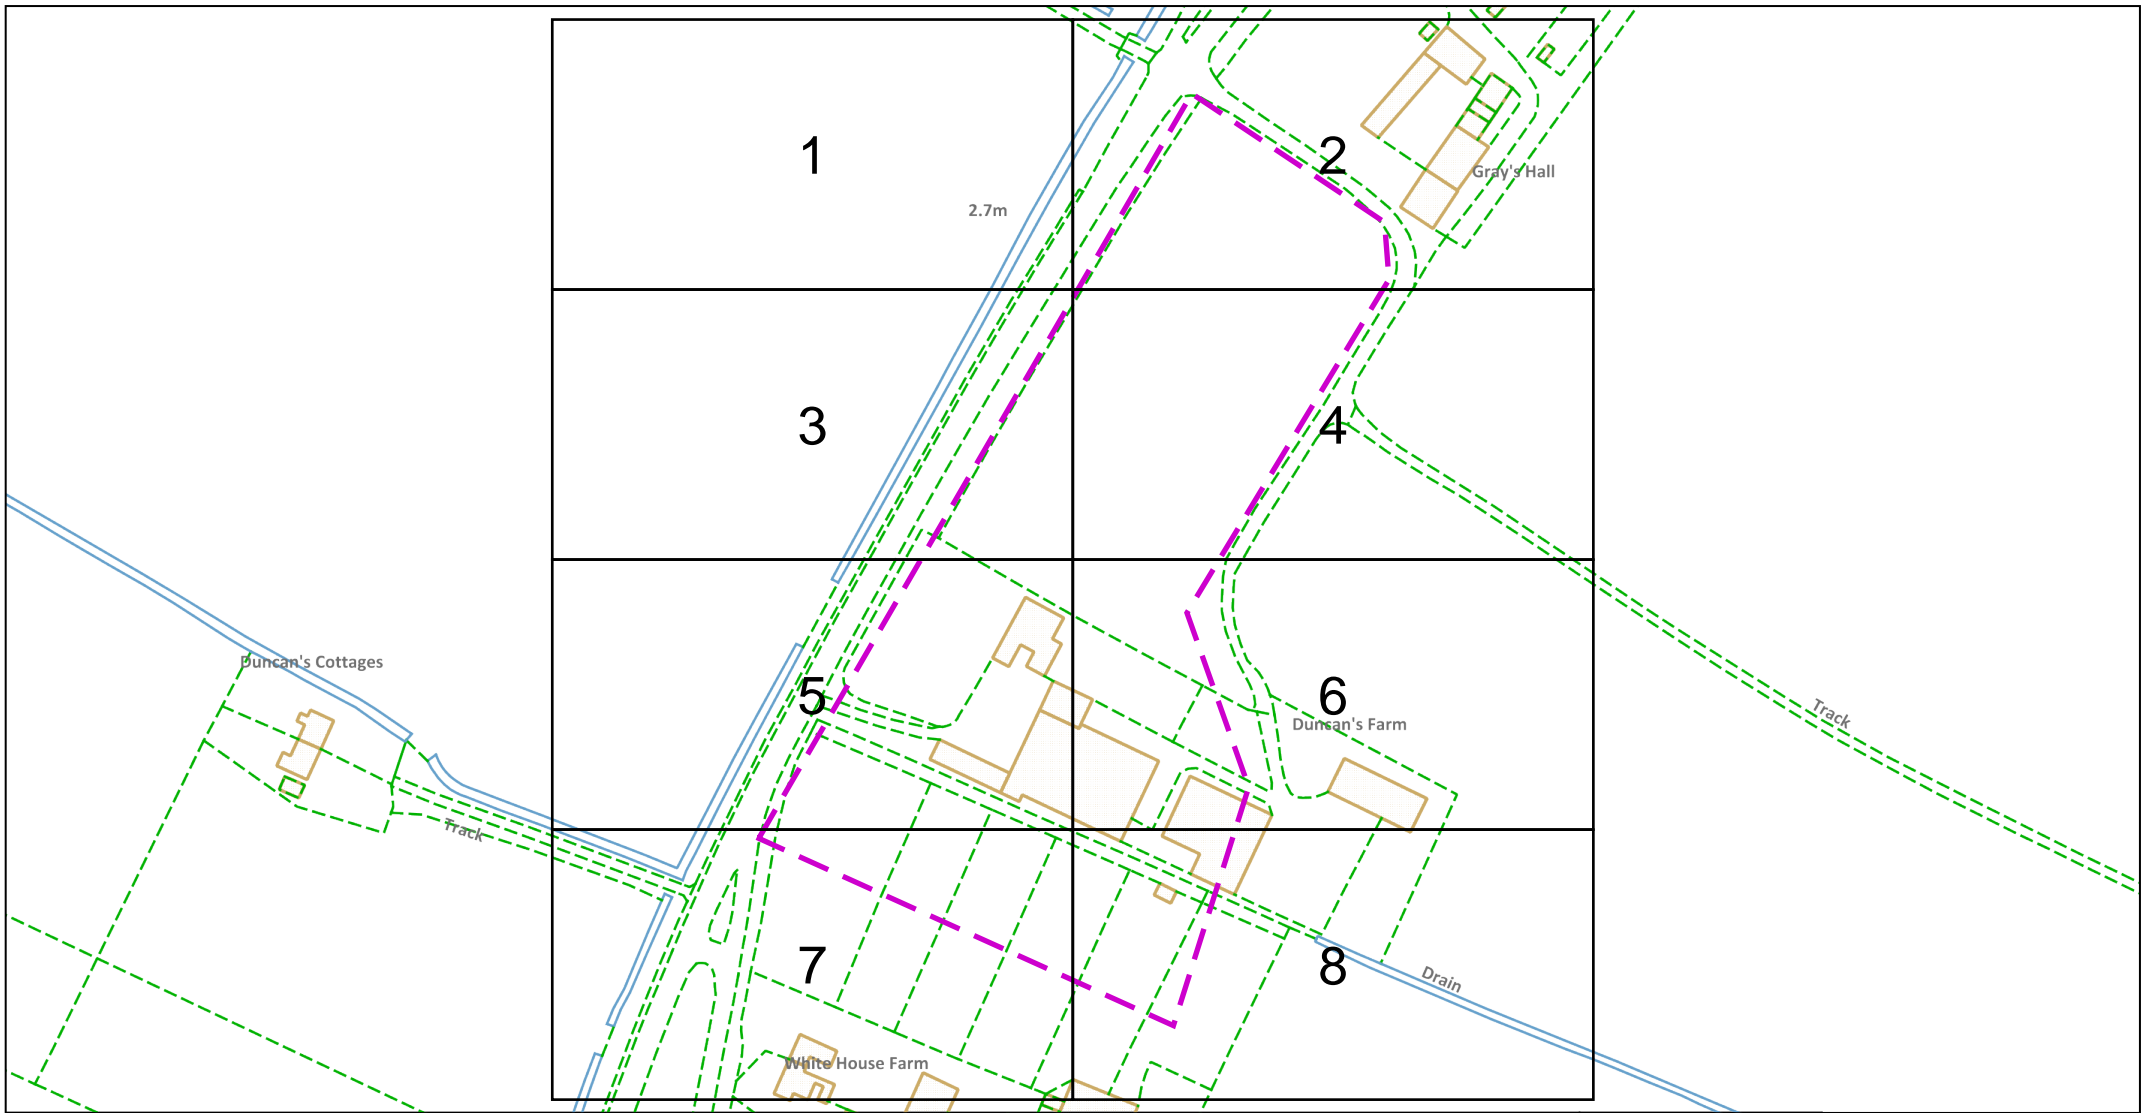 1
2
Gray's Hall
2.7m
3
4
Duncan's Cottages
5
6
Duncan's Farm
Track
Track
7
8
Drain
White House Farm